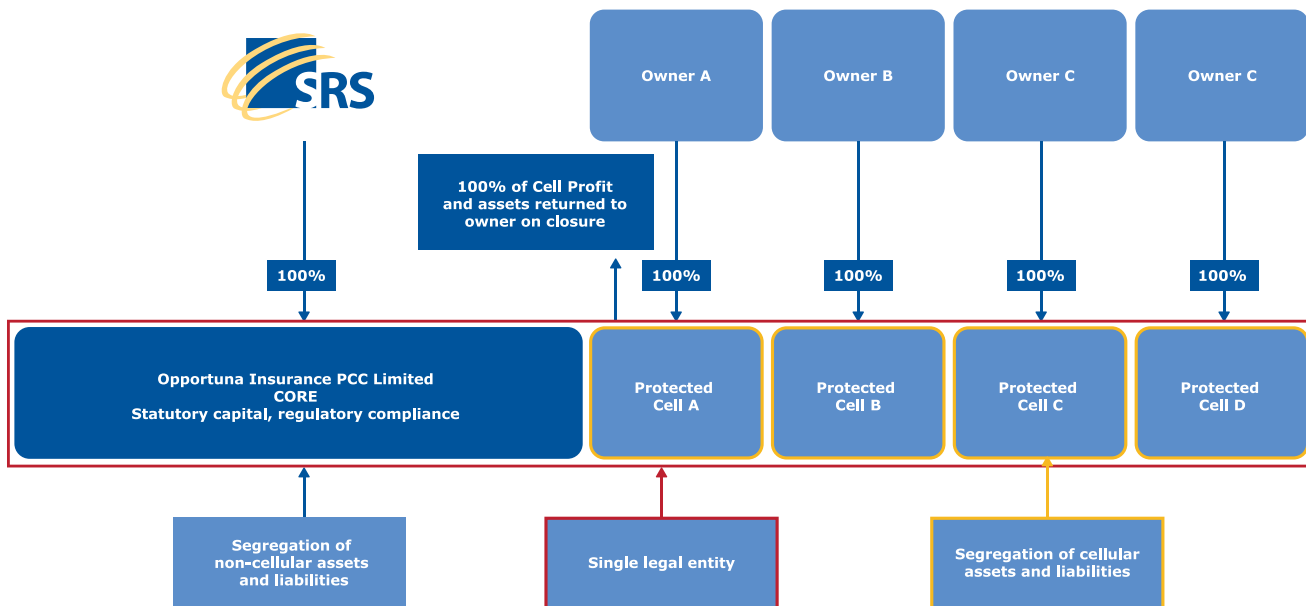 SRS
Owner A
Owner B
Owner C
Owner C
100% of Cell Profit
and assets returned to
owner on closure
100%
100%
100%
100%
100%
Opportuna Insurance PCC Limited
CORE
Statutory capital, regulatory compliance
Protected
Cell A
Protected
Cell B
Protected
Cell C
Protected
Cell D
Segregation of
non-cellular assets
and liabilities
Single legal entity
Segregation of cellular
assets and liabilities